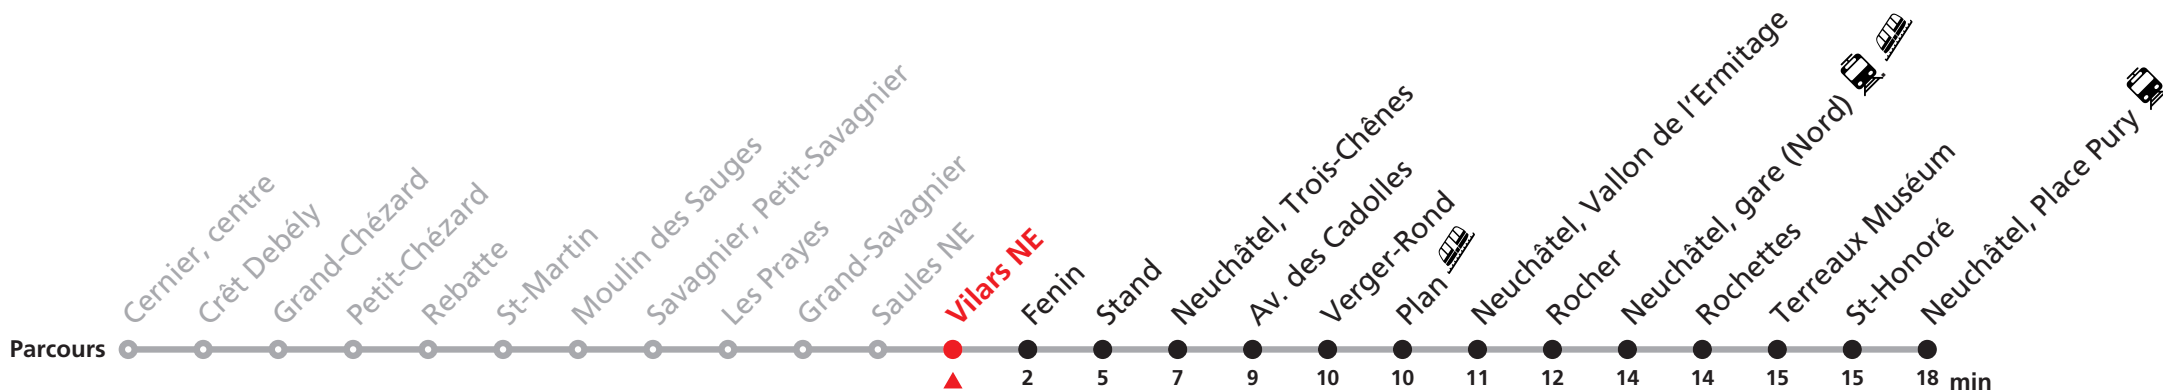 Cernier, centre
Crêt Debély
Grand-Chézard
Petit-Chézard
Rebatte
St-Martin
Moulin des Sauges
Savagnier, Petit-Savagnier
Les Prayes
Grand-Savagnier
Saules NE
Vilars NE
Fenin
Stand
Neuchâtel, Trois-Chênes
Av. des Cadolles
Verger-Rond
Plan
Neuchâtel, Vallon de l'Ermitage
Rocher
Neuchâtel, gare (Nord)
Rochettes
Terreaux Muséum
St-Honoré
Neuchâtel, Place Pury
Parcours
2 5 7 9 10 10 11 12 14 14 15 15 18 min